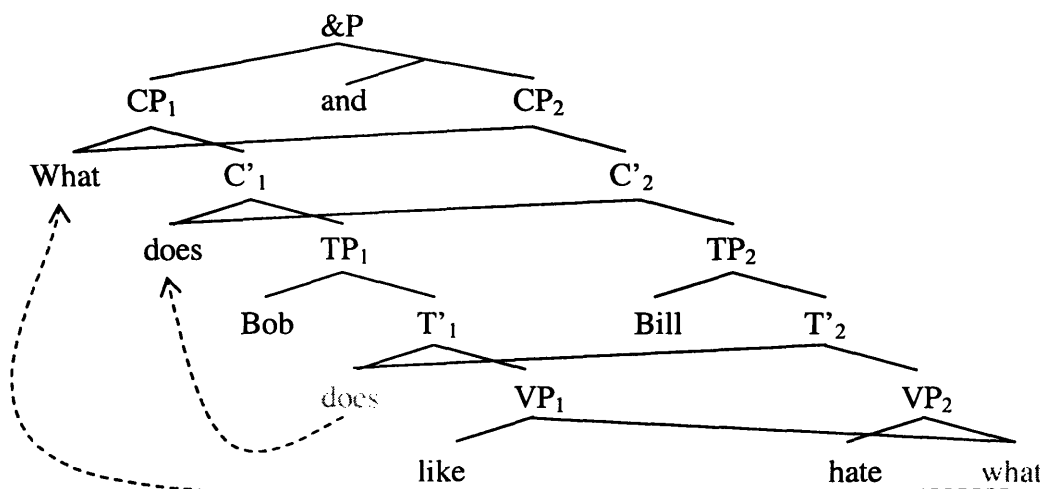 &P
CP₁ and CP₂
What C'₁ C'₂
does TP₁ TP₂
Bob T'₁ Bill T'₂
does VP₁ VP₂
like hate what